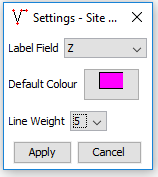 Settings - Site ...
Label Field Z
Default Colour
Line Weight 5
Apply Cancel